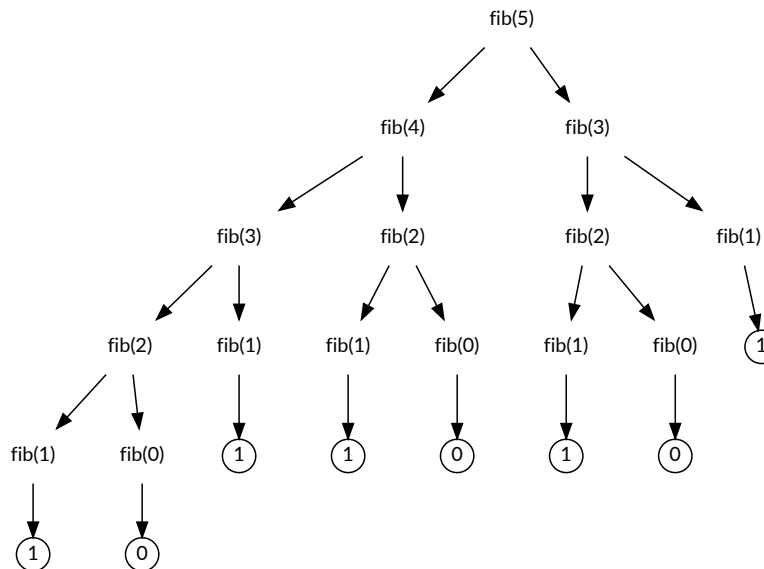 fib(5)
fib(4) fib(3)
fib(3) fib(2) fib(2) fib(1)
fib(2) fib(1) fib(1) fib(0) fib(1) fib(0) 1
fib(1) fib(0) 1 1 0 1 0
1 0